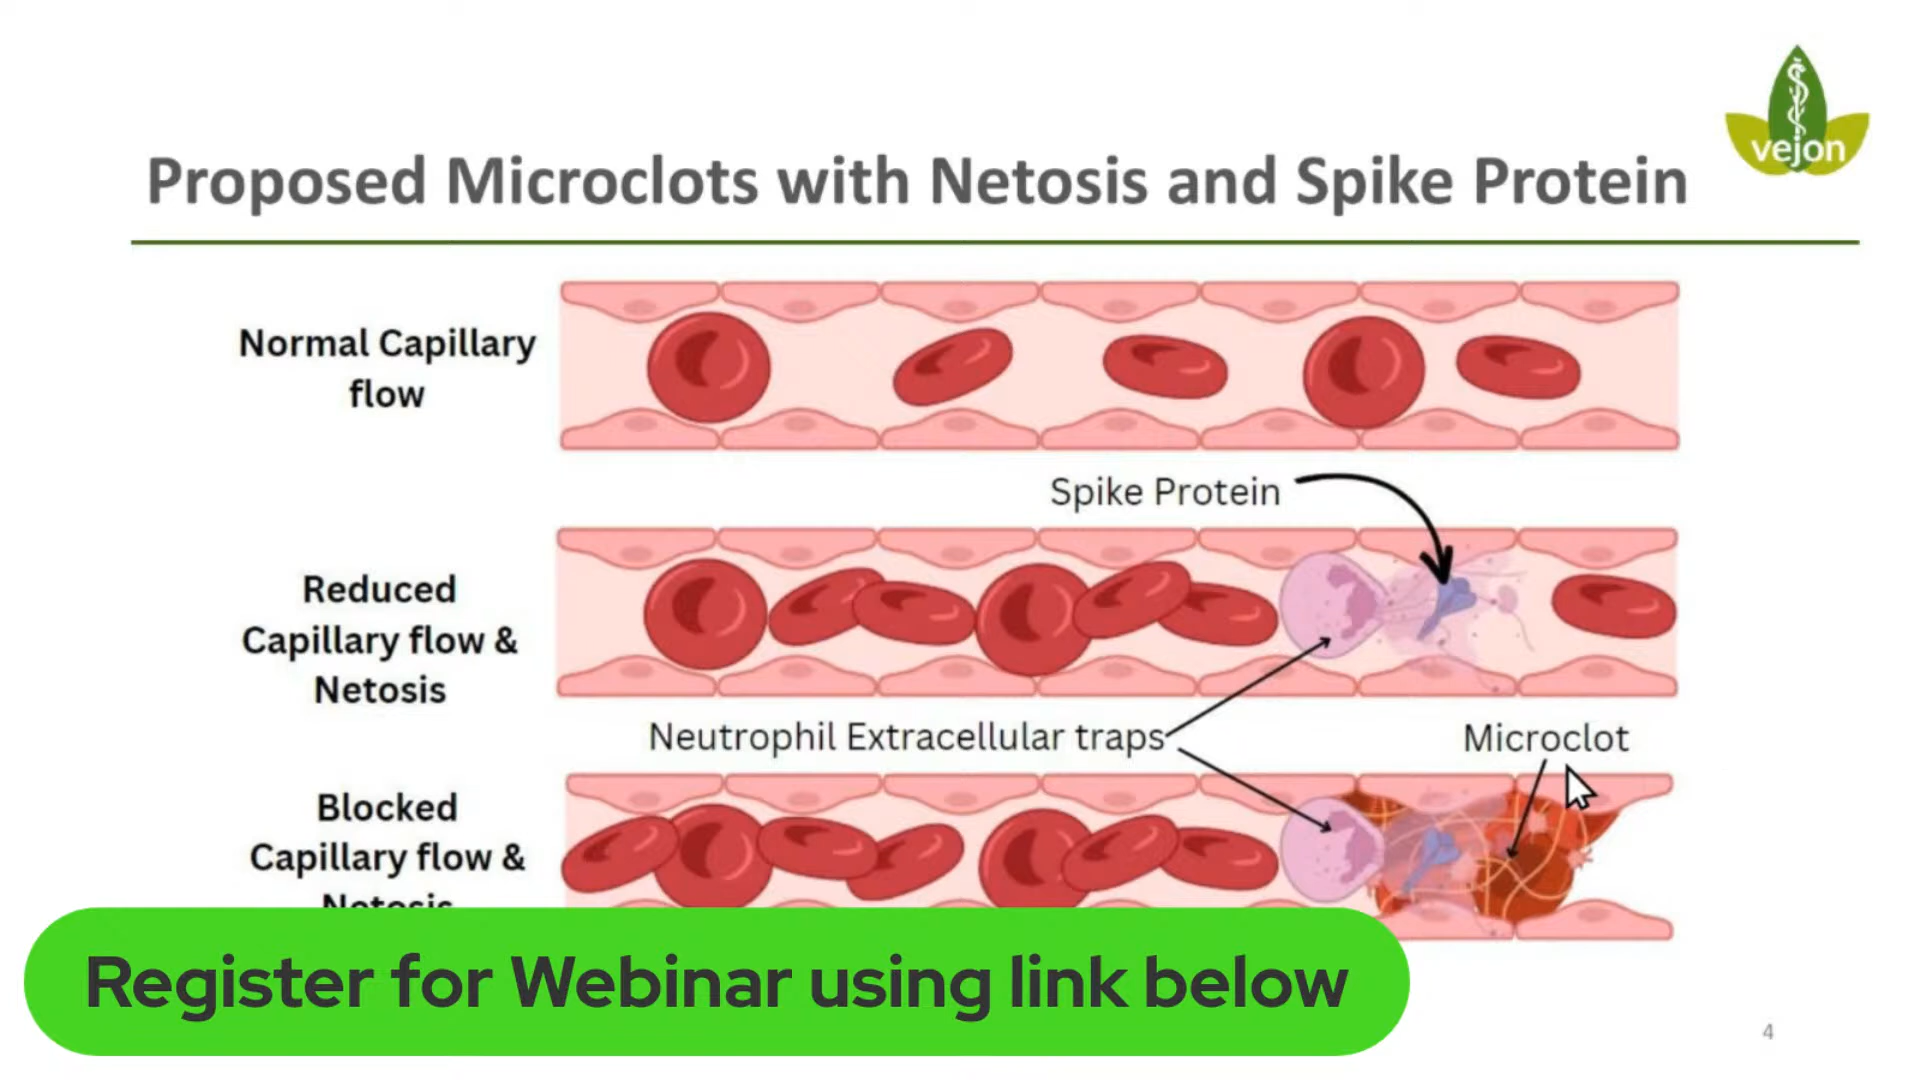 vejon
Proposed Microclots with Netosis and Spike Protein
Normal Capillary
flow
Spike Protein
Reduced
Capillary flow &
Netosis
Neutrophil Extracellular traps
Microclot
Blocked
Capillary flow &
Netosis
Register for Webinar using link below
4